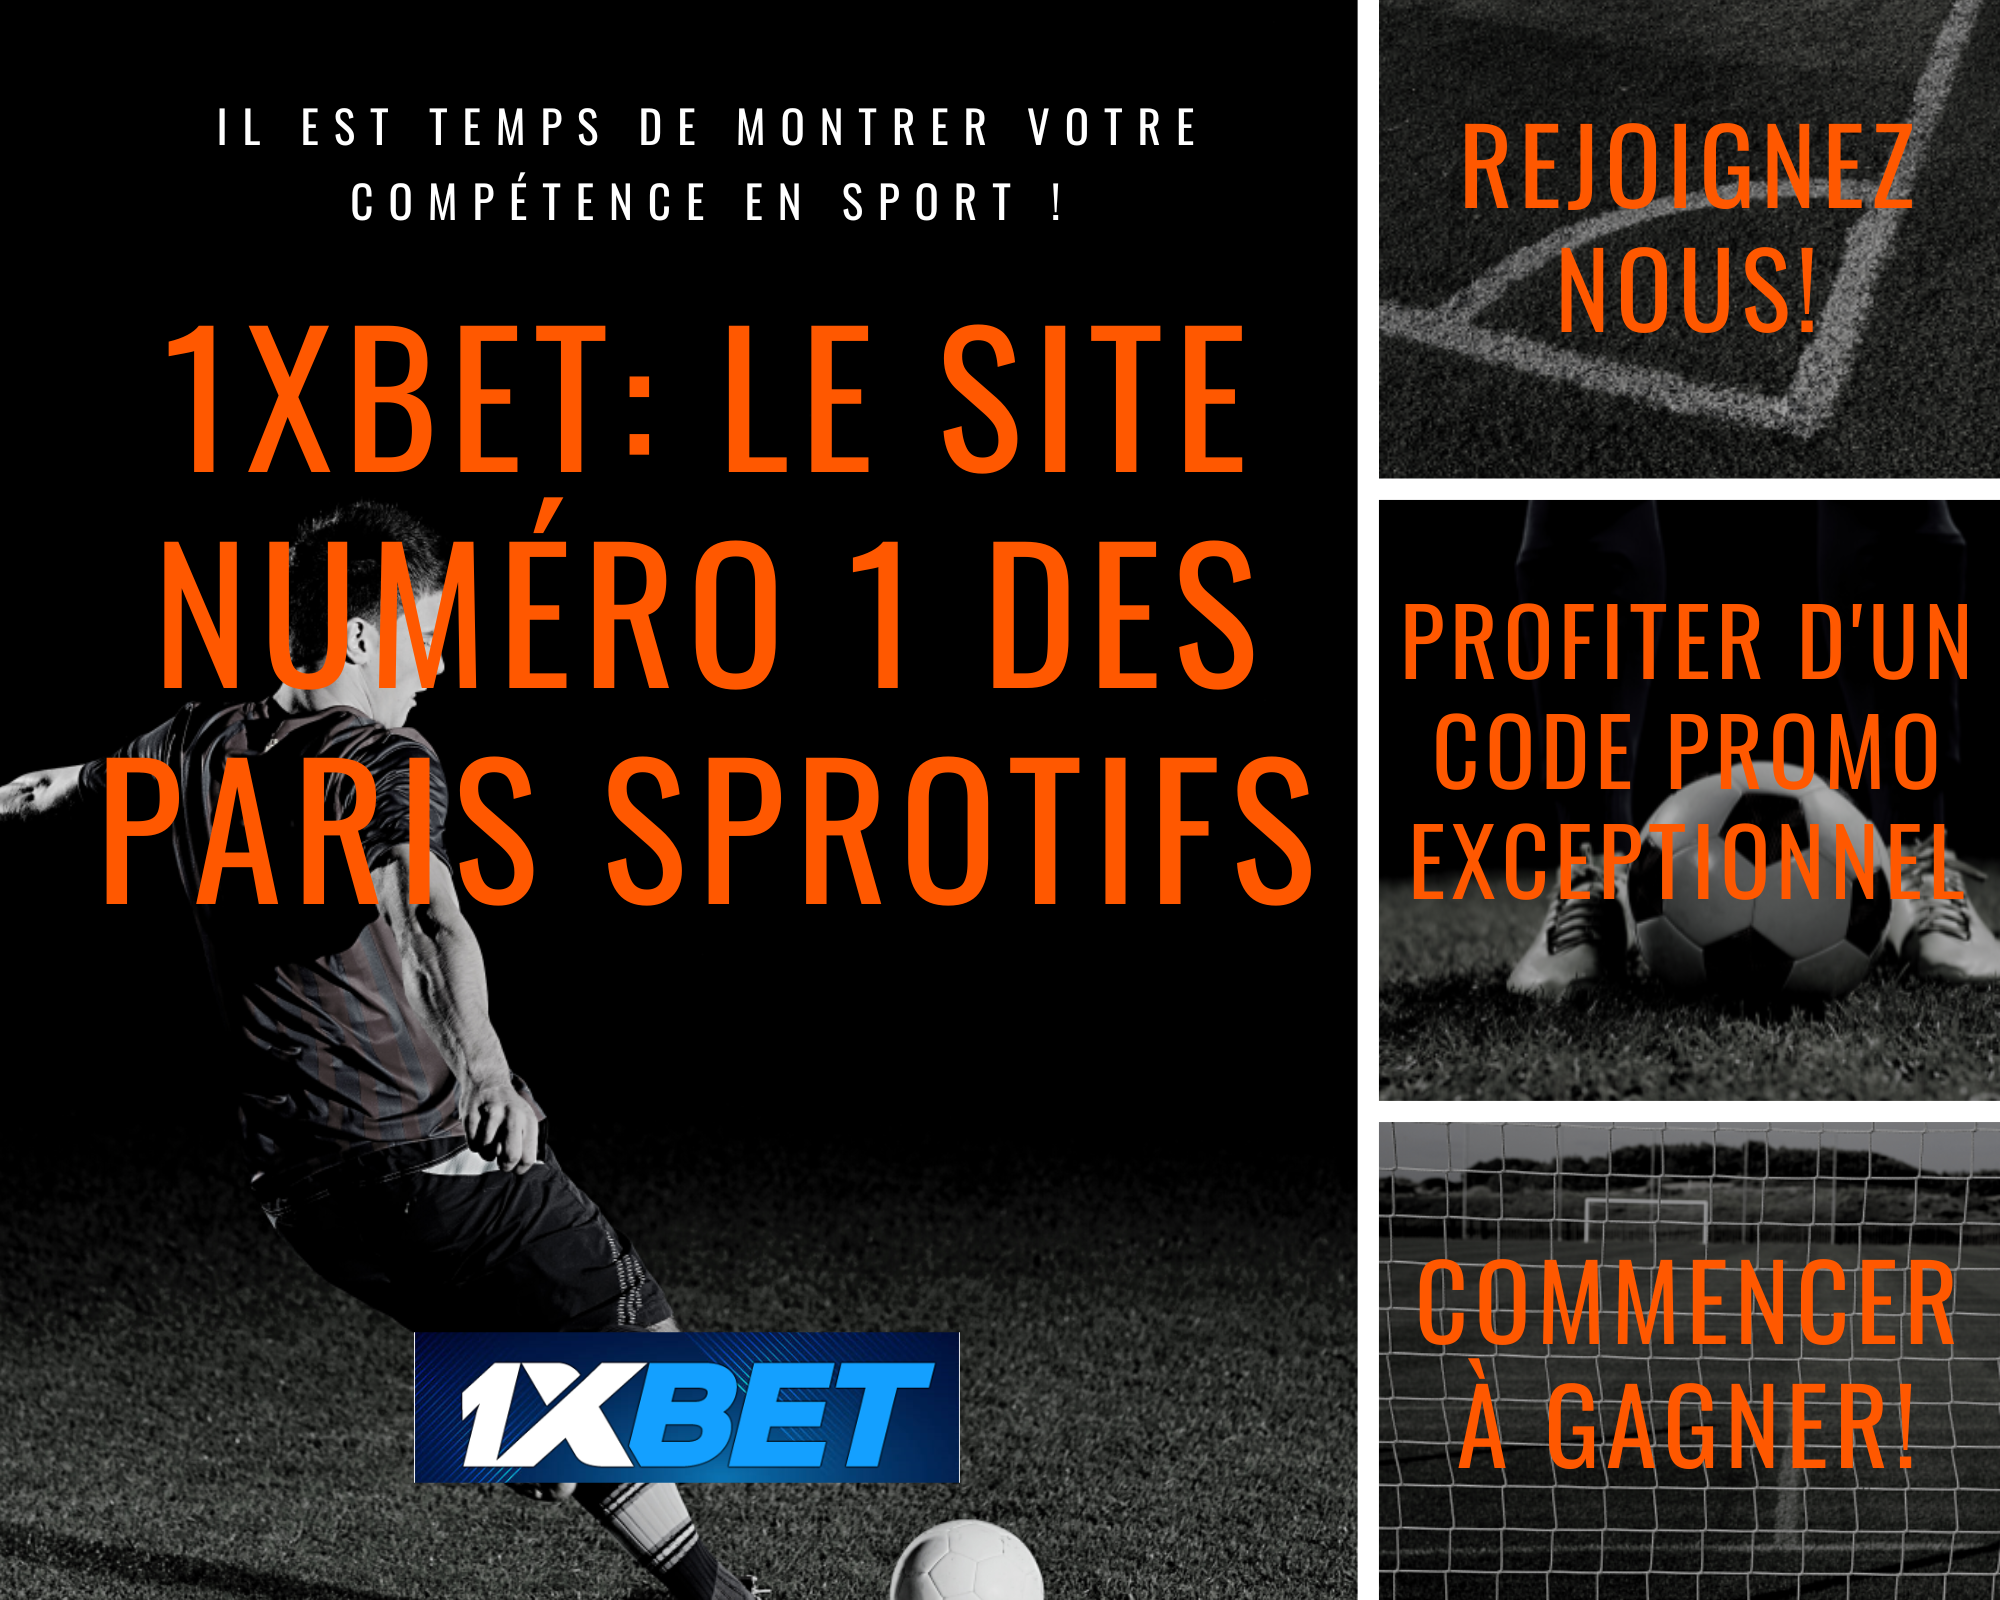 IL EST TEMPS DE MONTRER VOTRE
COMPÉTENCE EN SPORT !
1XBET: LE SITE
NUMÉRO 1 DES
PARIS SPROTIFS
1XBET
REJOIGNEZ
NOUS!
PROFITER D'UN
CODE PROMO
EXCEPTIONNEL
COMMENCER
À GAGNER!